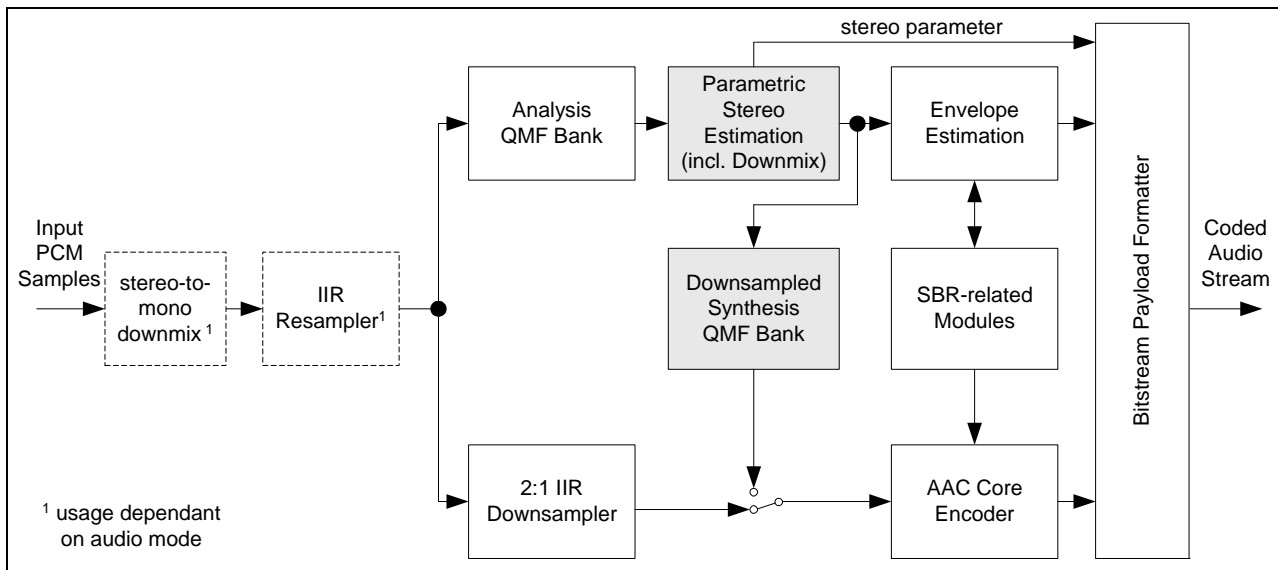 stereo parameter
Analysis
QMF Bank
Parametric
Stereo
Estimation
(incl. Downmix)
Envelope
Estimation
Input
PCM
Samples
stereo-to-
mono
downmix 1
IIR
Resampler1
Downsampled
Synthesis
QMF Bank
SBR-related
Modules
Bitstream Payload Formatter
Coded
Audio
Stream
2:1 IIR
Downsampler
AAC Core
Encoder
1 usage dependant
on audio mode